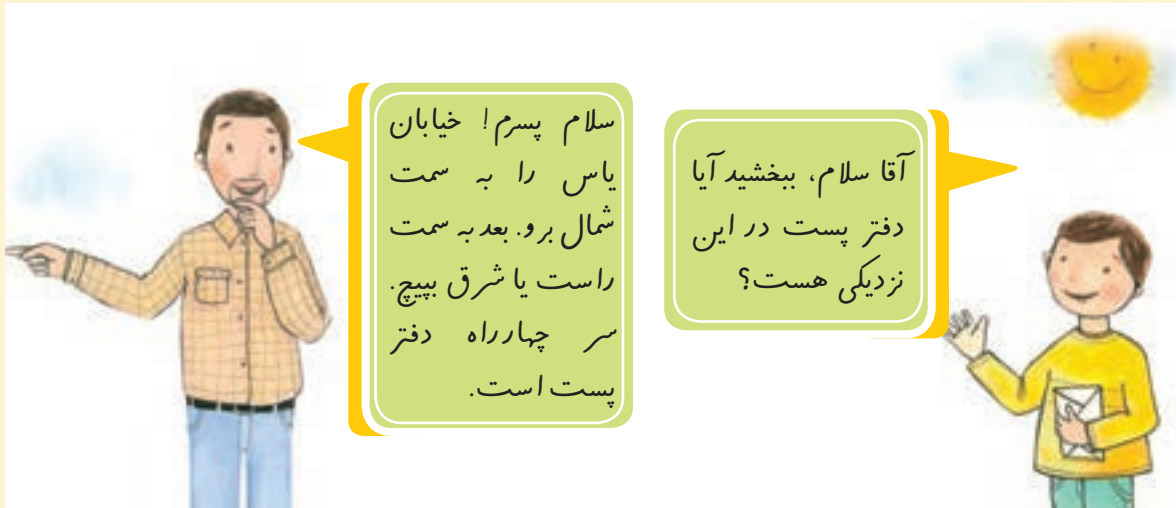 آقا سلام، ببخشید آیا
دفتر پست در این
نزدیکی هست؟
سلام پسرم! خیابان
یاس را به سمت
شمال برو. بعد به سمت
راست یا شرق بپیچ.
سر چهارراه دفتر
پست است.